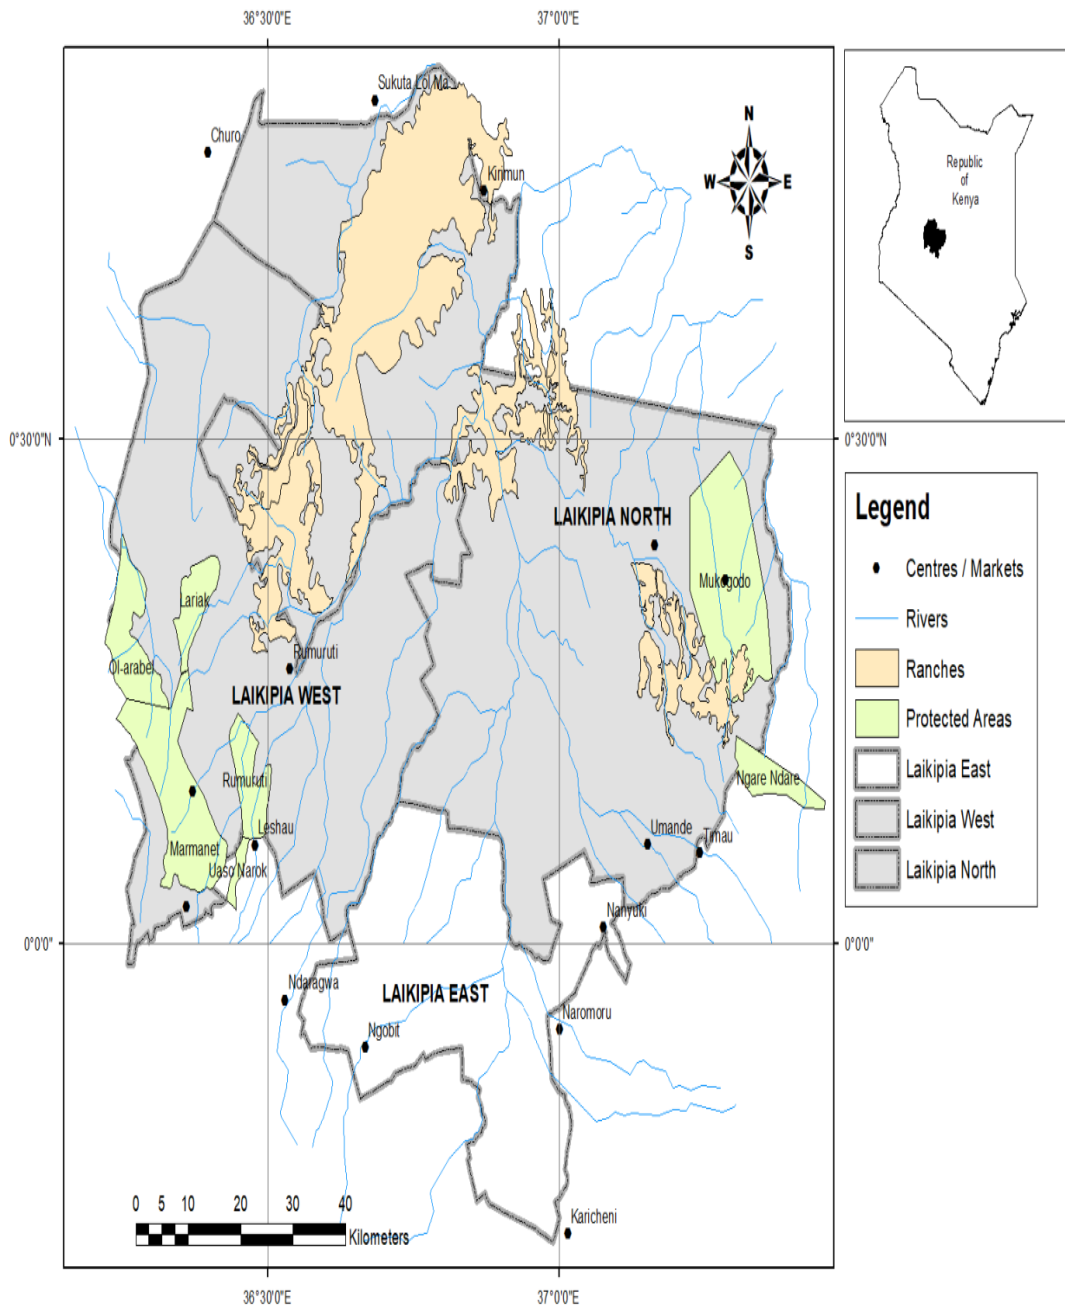 36°30'0"E
37°0'0"E
Sukuta Lol Ma
Churo
Kirimun
N
W
E
S
Republic
of
Kenya
0°30'0"N
0°30'0"N
LAIKIPIA NORTH
Mukogodo
Lariak
Ol-arabel
Rumuruti
LAIKIPIA WEST
Ngare Ndare
Rumuruti
Leshau
Marmanet
Uaso Narok
Umande
Timau
Nanyuki
0°0'0"
0°0'0"
Ndaragwa
LAIKIPIA EAST
Naromoru
Ngobit
Karicheni
0 5 10 20 30 40
Kilometers
36°30'0"E
37°0'0"E
Legend
Centres / Markets
Rivers
Ranches
Protected Areas
Laikipia East
Laikipia West
Laikipia North